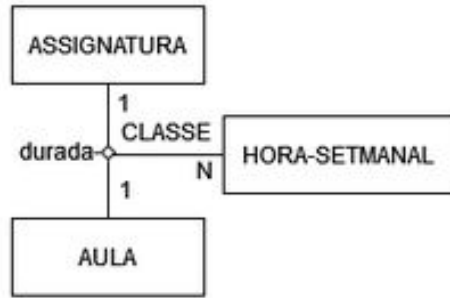 ASSIGNATURA
1
CLASSE
durada
HORA-SETMANAL
N
1
AULA